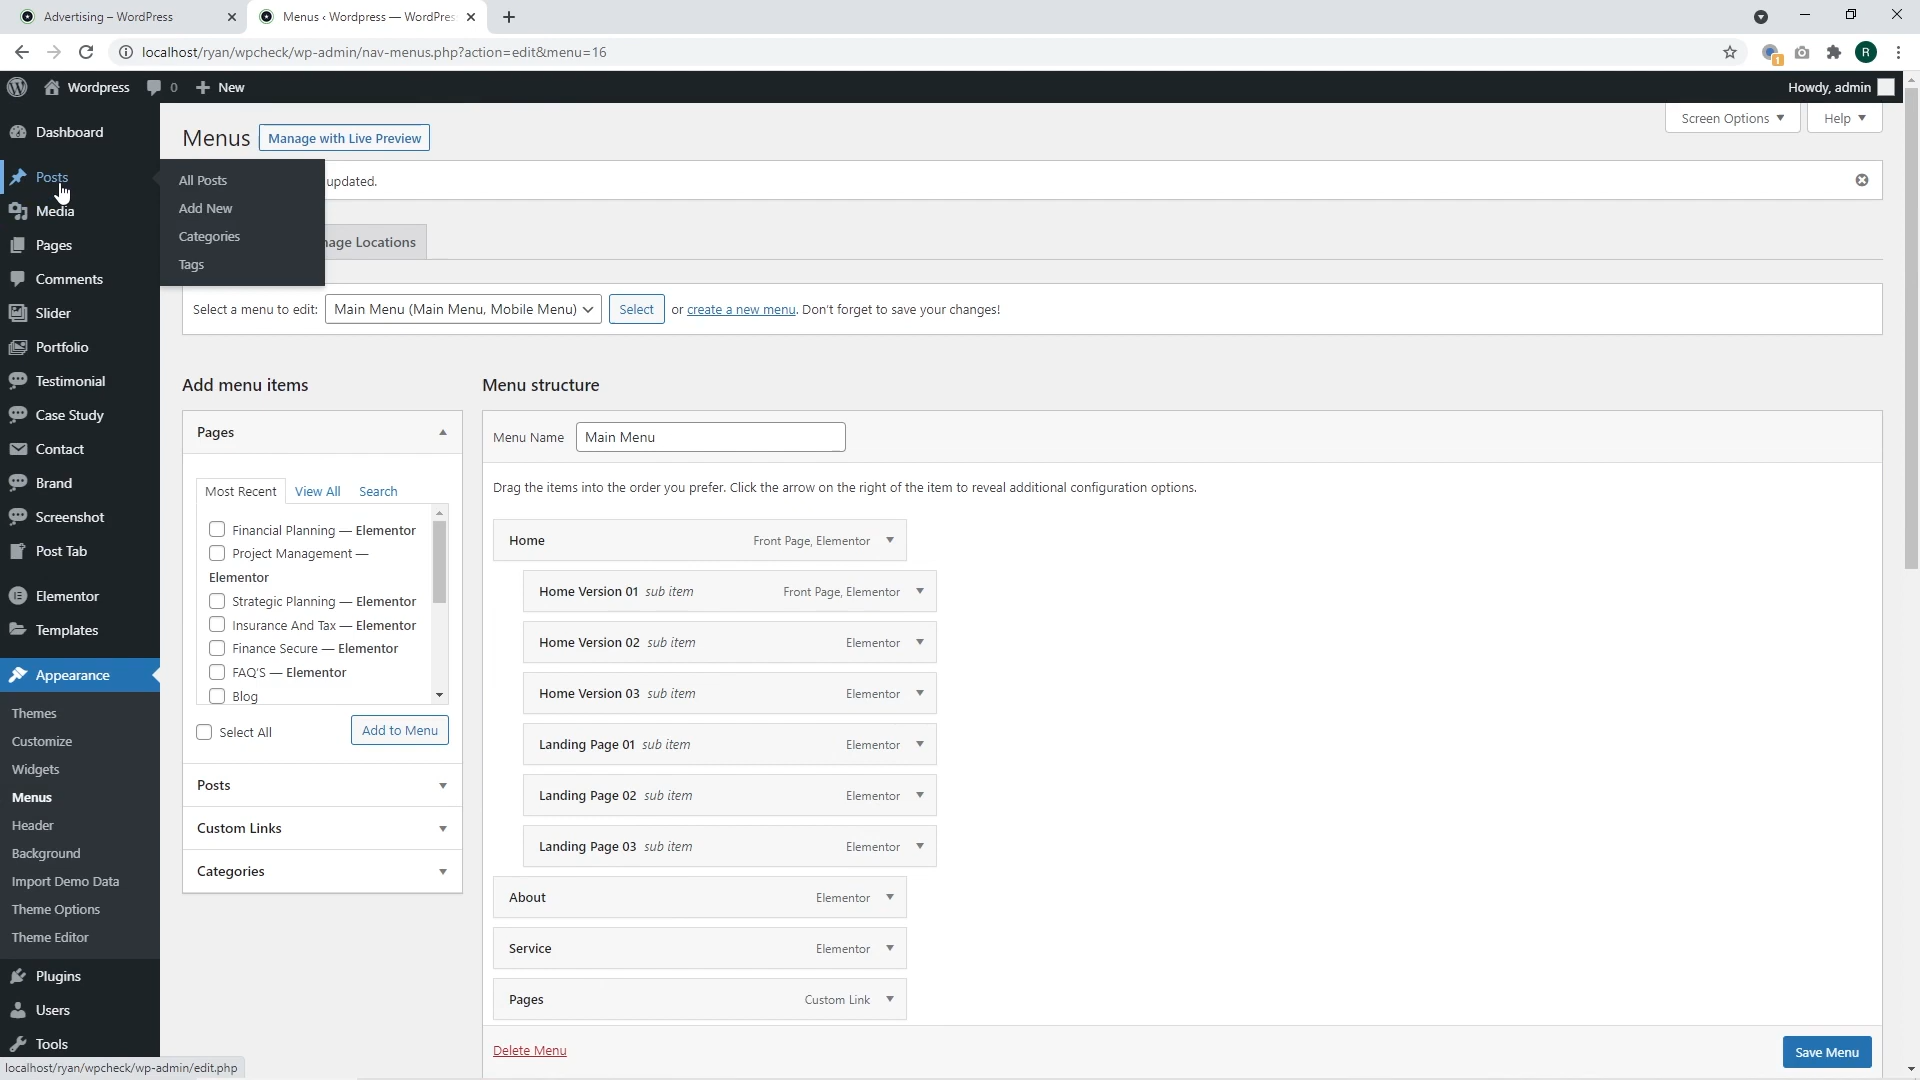 Advertising – WordPress
Menus ‹ Wordpress — WordPres
localhost/ryan/wpcheck/wp-admin/nav-menus.php?action=edit&menu=16
1
R
Wordpress
0
New
Howdy, admin
Dashboard
Posts
Media
Pages
Comments
Slider
Portfolio
Testimonial
Case Study
Contact
Brand
Screenshot
Post Tab
Elementor
Templates
Appearance
Themes
Customize
Widgets
Menus
Header
Background
Import Demo Data
Theme Options
Theme Editor
Plugins
Users
Tools
localhost/ryan/wpcheck/wp-admin/edit.php
All Posts
Add New
Categories
Tags
Menus
Manage with Live Preview
Screen Options
Help
updated.
nage Locations
Select a menu to edit: Main Menu (Main Menu, Mobile Menu) Select or create a new menu. Don't forget to save your changes!
Add menu items
Pages
Most Recent View All Search
Financial Planning — Elementor
Project Management —
Elementor
Strategic Planning — Elementor
Insurance And Tax — Elementor
Finance Secure — Elementor
FAQ'S — Elementor
Blog
Select All
Add to Menu
Posts
Custom Links
Categories
Menu structure
Menu Name Main Menu
Drag the items into the order you prefer. Click the arrow on the right of the item to reveal additional configuration options.
Home Front Page, Elementor
Home Version 01 sub item Front Page, Elementor
Home Version 02 sub item Elementor
Home Version 03 sub item Elementor
Landing Page 01 sub item Elementor
Landing Page 02 sub item Elementor
Landing Page 03 sub item Elementor
About Elementor
Service Elementor
Pages Custom Link
Delete Menu
Save Menu